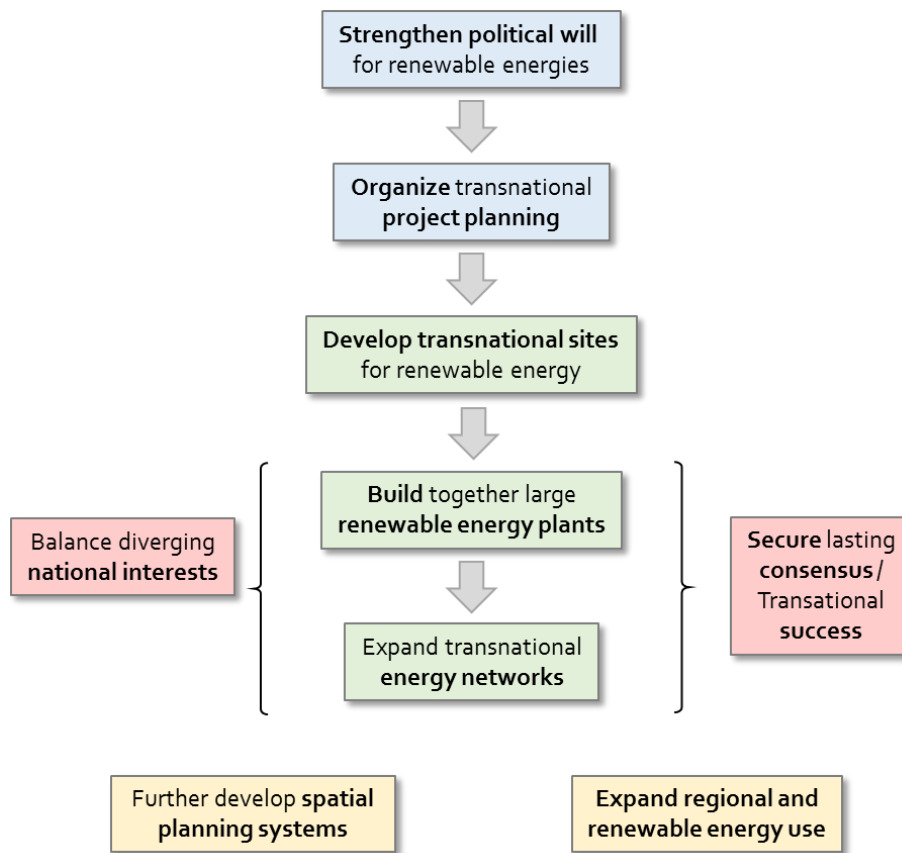 Strengthen political will
for renewable energies
Organize transnational
project planning
Develop transnational sites
for renewable energy
Build together large
renewable energy plants
Balance diverging
national interests
Secure lasting
consensus /
Transational
success
Expand transnational
energy networks
Further develop spatial
planning systems
Expand regional and
renewable energy use